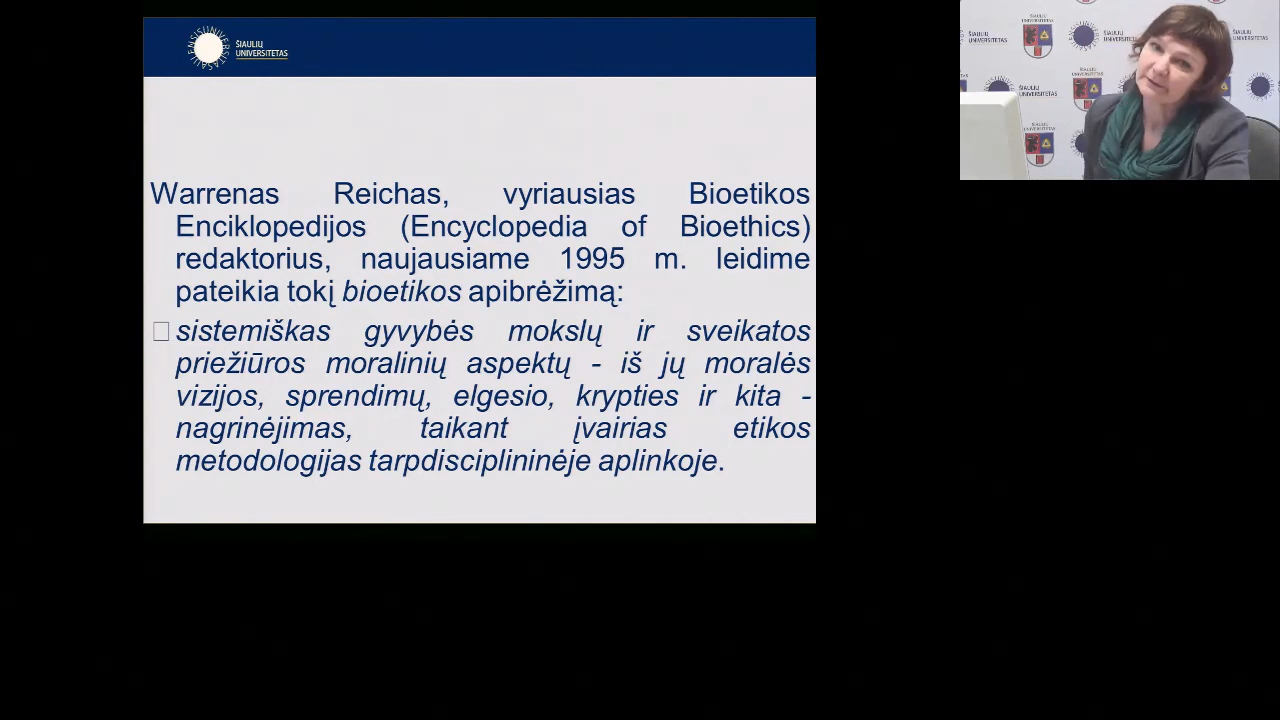 ŠIAULIŲ
UNIVERSITETAS
Warrenas Reichas, vyriausias Bioetikos
Enciklopedijos (Encyclopedia of Bioethics)
redaktorius, naujausiame 1995 m. leidime
pateikia tokį bioetikos apibrėžimą:
sistemiškas gyvybės mokslų ir sveikatos
priežiūros moralinių aspektų - iš jų moralės
vizijos, sprendimų, elgesio, krypties ir kita -
nagrinėjimas, taikant įvairias etikos
metodologijas tarpdisciplininėje aplinkoje.